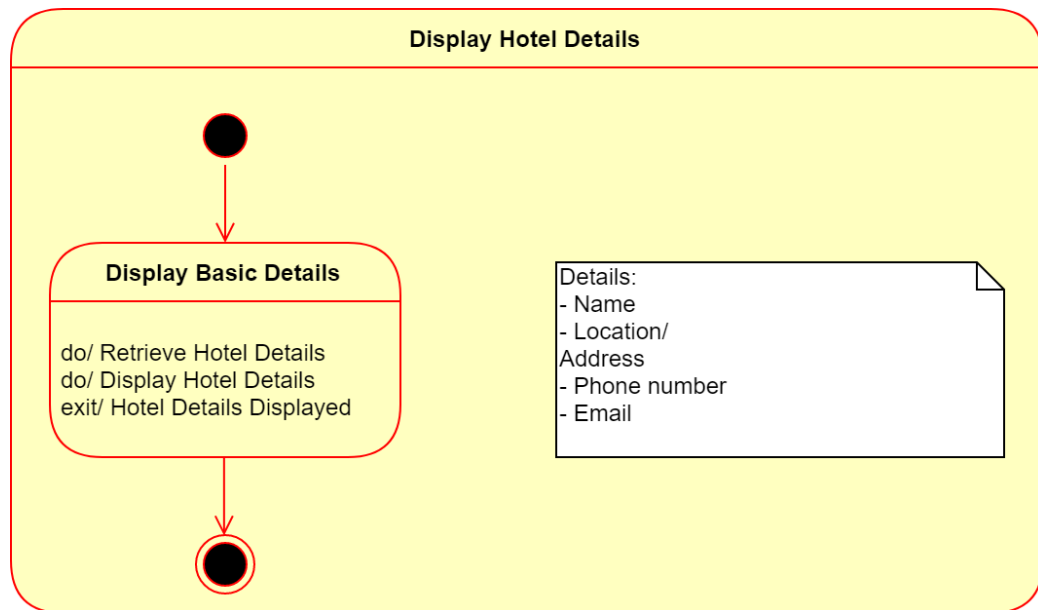 Display Hotel Details
Display Basic Details
do/ Retrieve Hotel Details
do/ Display Hotel Details
exit/ Hotel Details Displayed
Details:
- Name
- Location/
Address
- Phone number
- Email